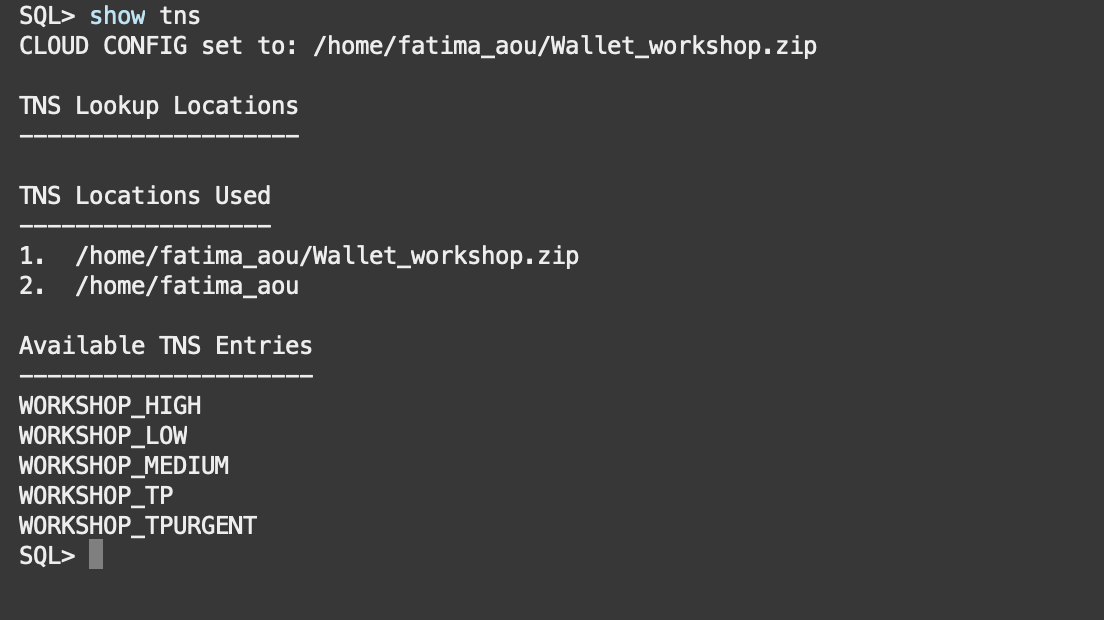 SQL> show tns
CLOUD CONFIG set to: /home/fatima_aou/Wallet_workshop.zip
TNS Lookup Locations
--------------------
TNS Locations Used
------------------
1.  /home/fatima_aou/Wallet_workshop.zip
2.  /home/fatima_aou
Available TNS Entries
---------------------
WORKSHOP_HIGH
WORKSHOP_LOW
WORKSHOP_MEDIUM
WORKSHOP_TP
WORKSHOP_TPURGENT
SQL>